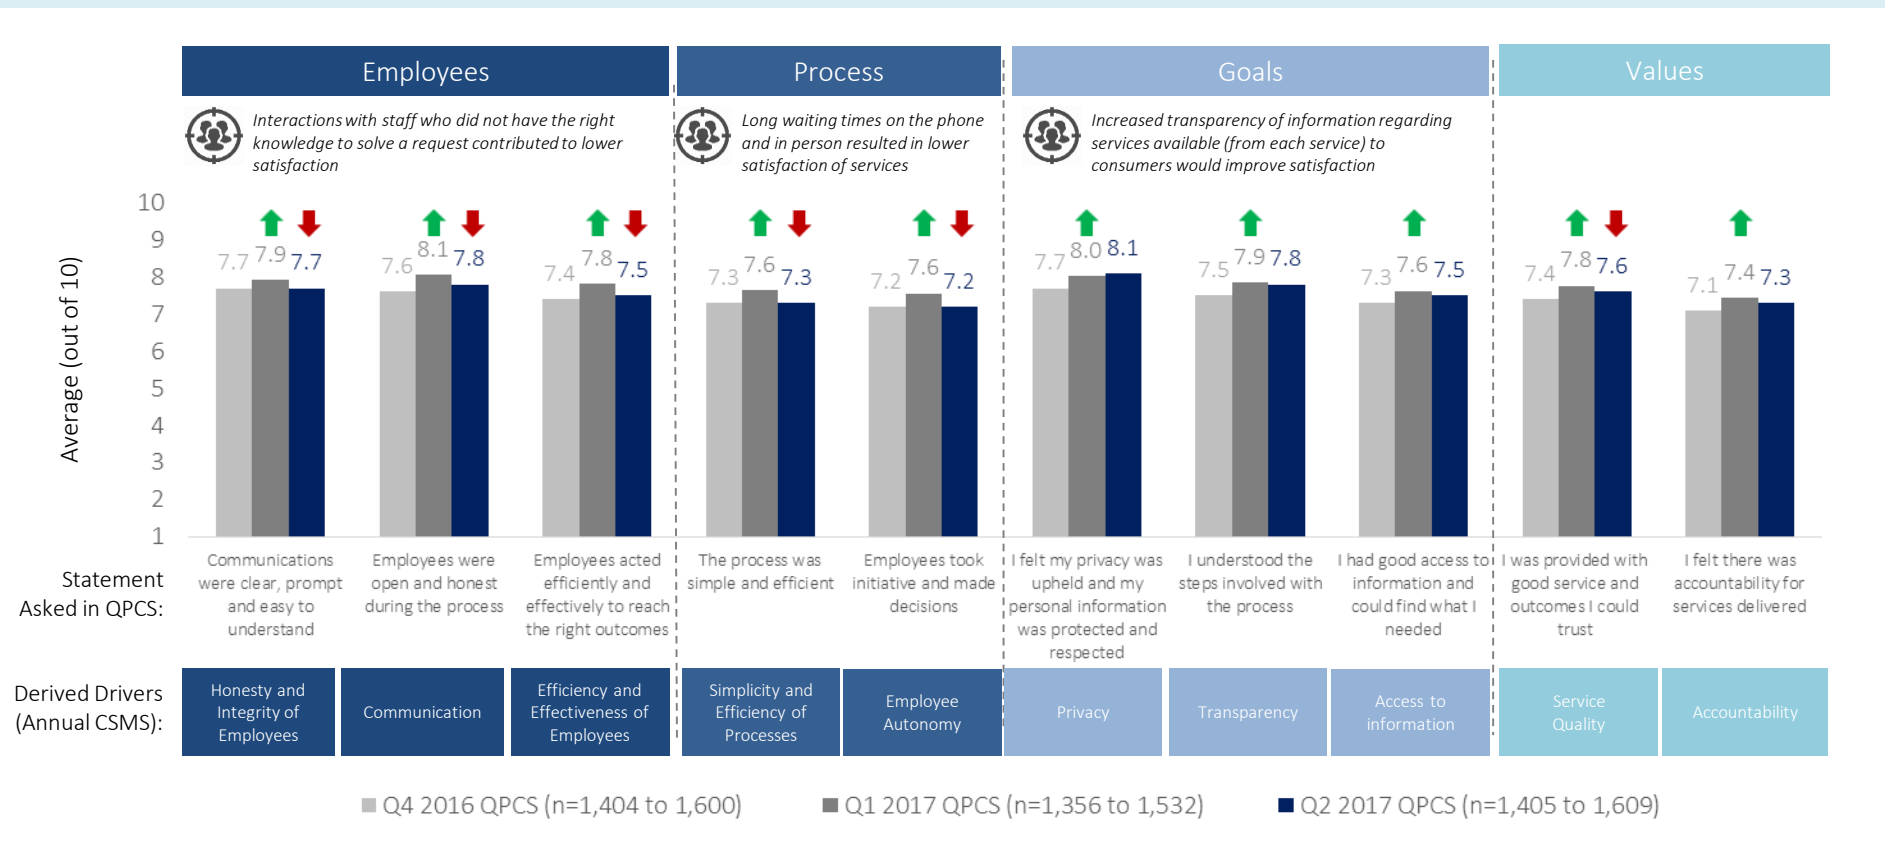 Employees
Process
Goals
Values
Interactions with staff who did not have the right
knowledge to solve a request contributed to lower
satisfaction
Long waiting times on the phone
and in person resulted in lower
satisfaction of services
Increased transparency of information regarding
services available (from each service) to
consumers would improve satisfaction
Average (out of 10)
10
9
8
7
6
5
4
3
2
1
7.7 7.9 7.7
7.6 8.1 7.8
7.4 7.8 7.5
7.3 7.6 7.3
7.2 7.6 7.2
7.7 8.0 8.1
7.5 7.9 7.8
7.3 7.6 7.5
7.4 7.8 7.6
7.1 7.4 7.3
Statement
Asked in QPCS:
Communications
were clear, prompt
and easy to
understand
Employees were
open and honest
during the process
Employees acted
efficiently and
effectively to reach
the right outcomes
The process was
simple and efficient
Employees took
initiative and made
decisions
I felt my privacy was
upheld and my
personal information
was protected and
respected
I understood the
steps involved with
the process
I had good access to
information and
could find what I
needed
I was provided with
good service and
outcomes I could
trust
I felt there was
accountability for
services delivered
Derived Drivers
(Annual CSMS):
Honesty and
Integrity of
Employees
Communication
Efficiency and
Effectiveness of
Employees
Simplicity and
Efficiency of
Processes
Employee
Autonomy
Privacy
Transparency
Access to
information
Service
Quality
Accountability
Q4 2016 QPCS (n=1,404 to 1,600)
Q1 2017 QPCS (n=1,356 to 1,532)
Q2 2017 QPCS (n=1,405 to 1,609)